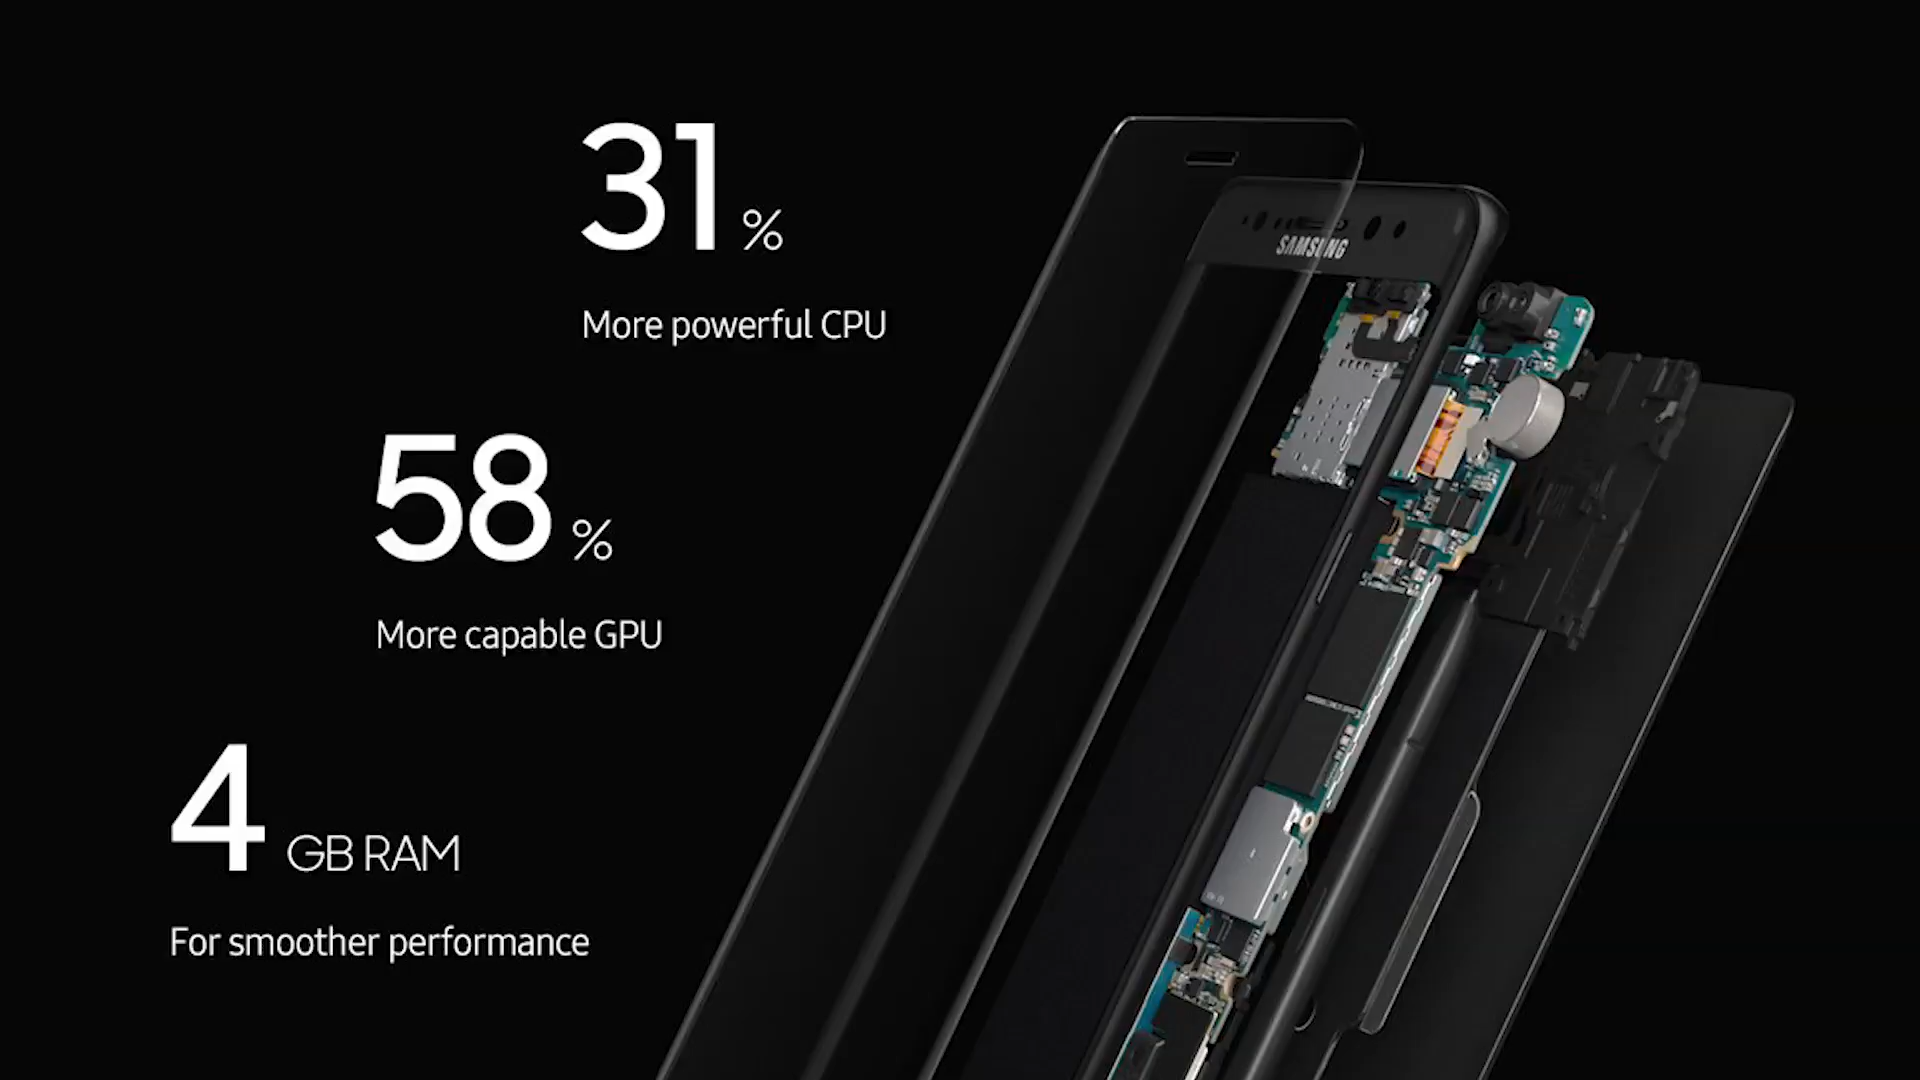 31 %
More powerful CPU
58 %
More capable GPU
4 GB RAM
For smoother performance
SAMSUNG